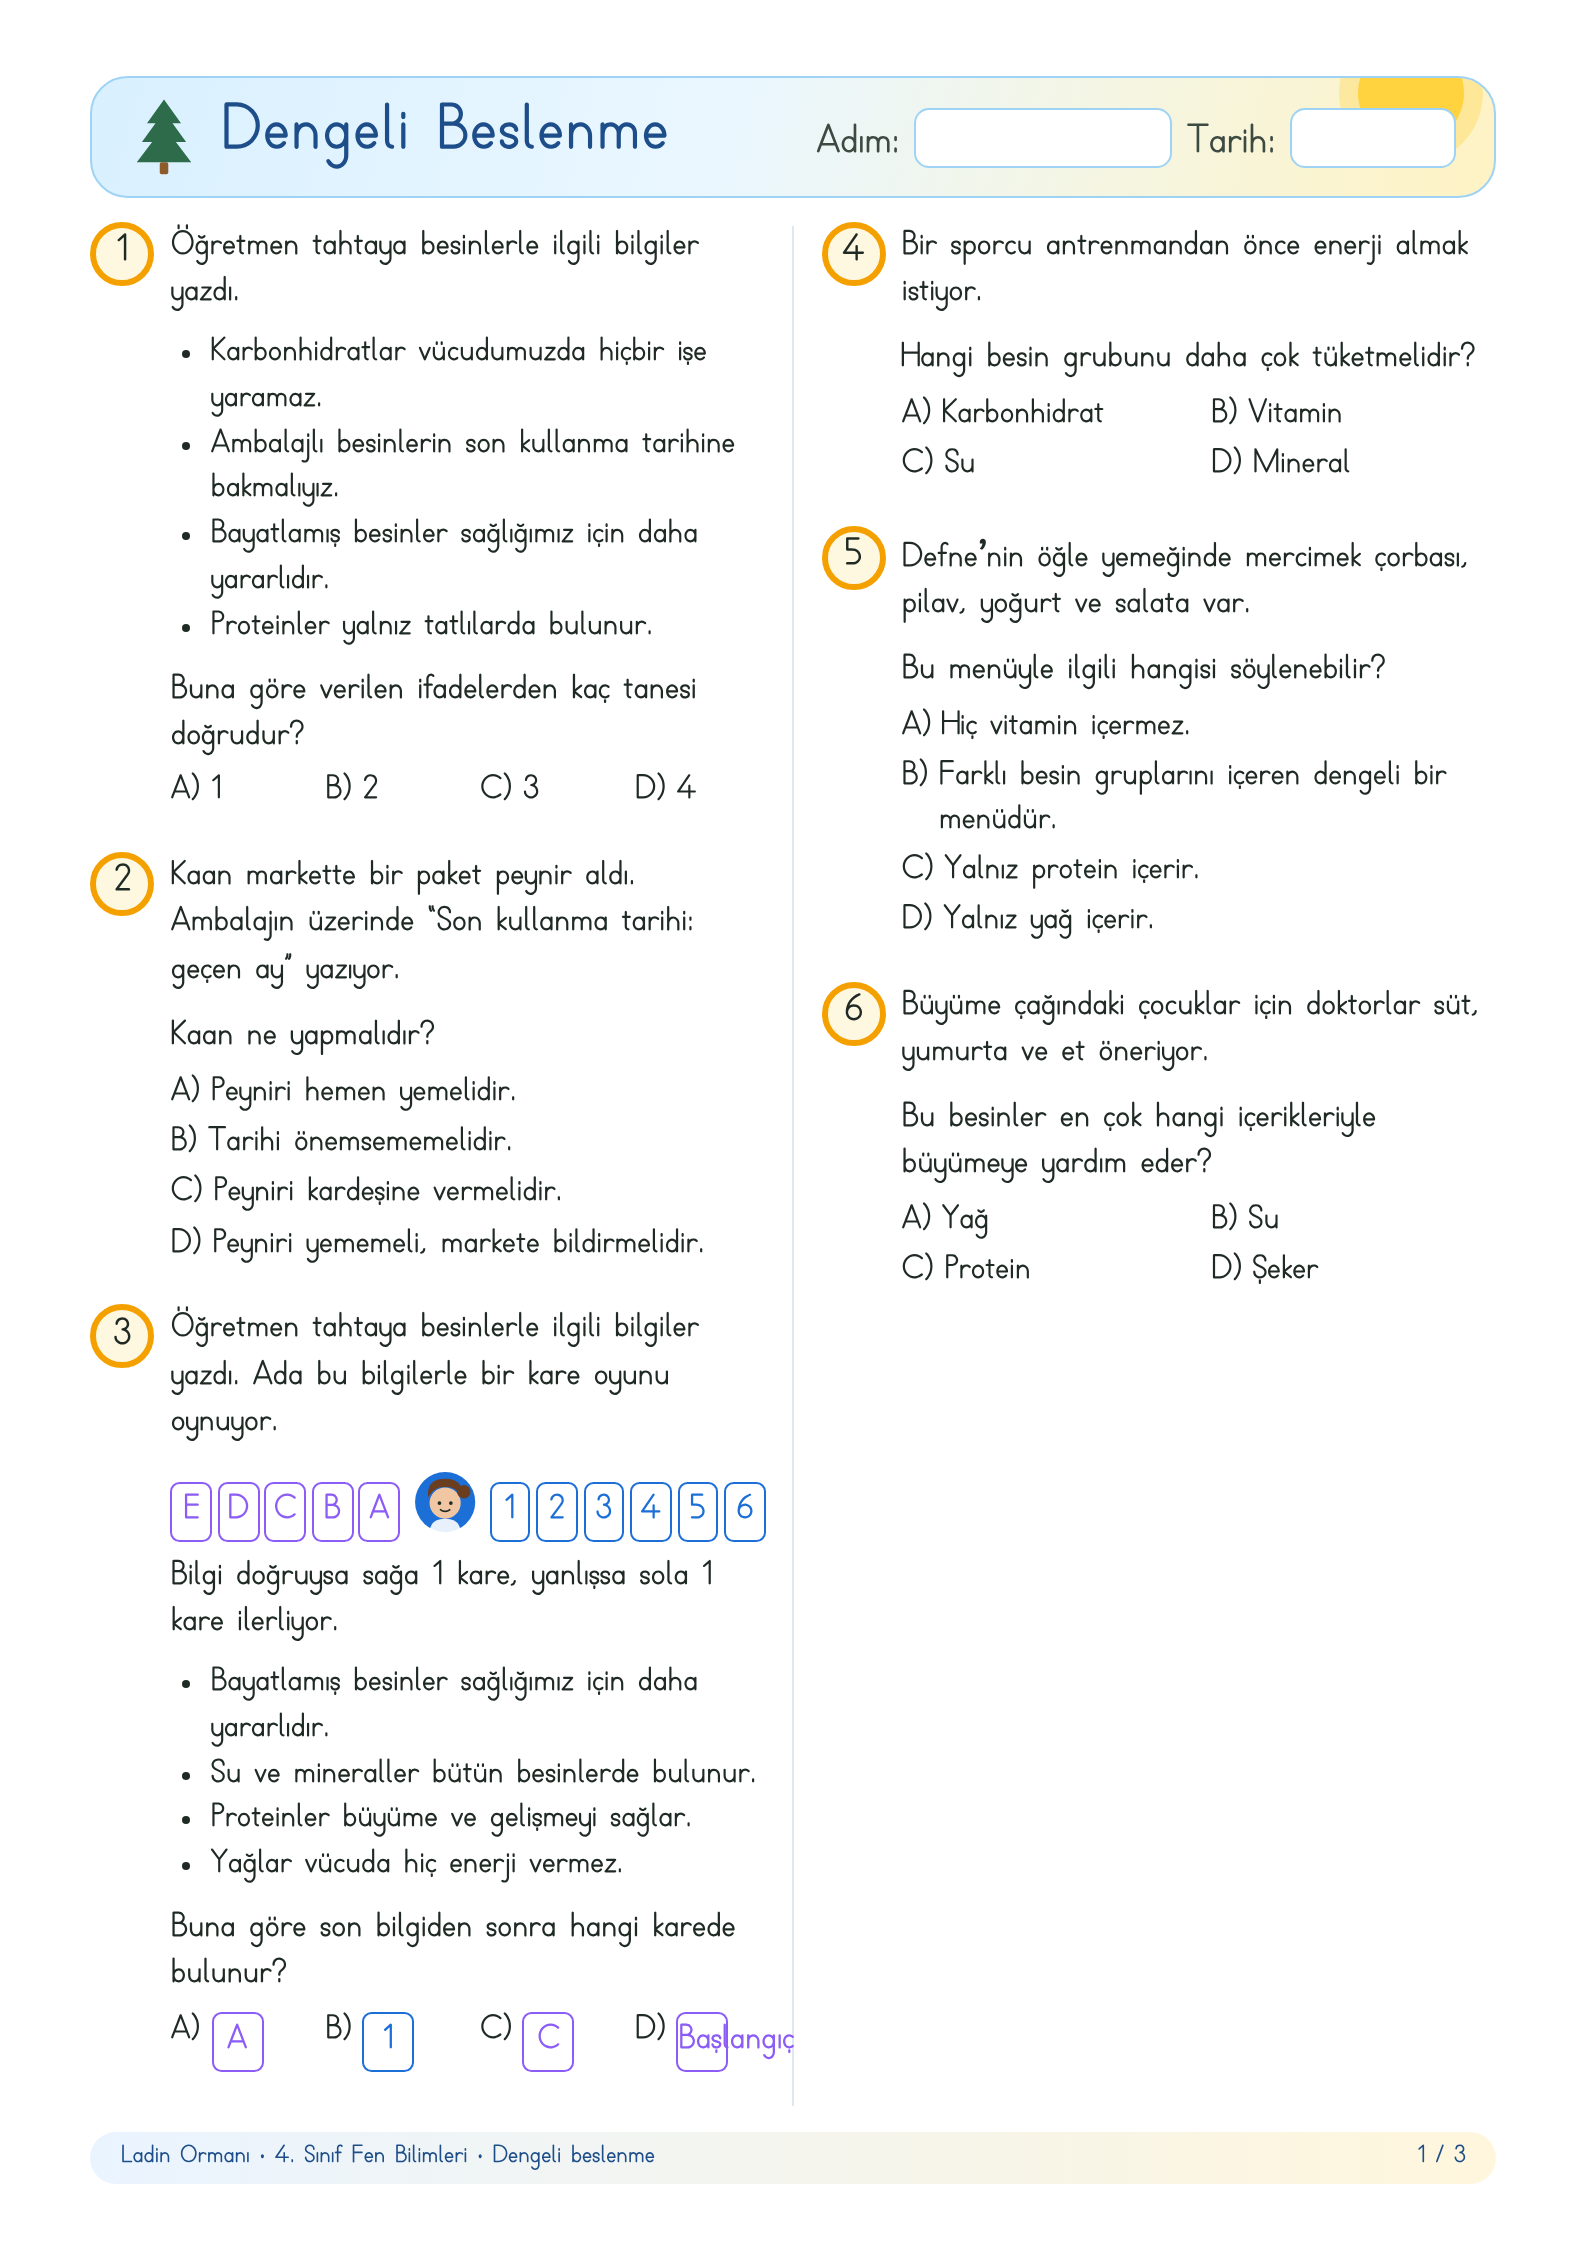 Dengeli Beslenme
Adım:
Tarih:
1
Öğretmen tahtaya besinlerle ilgili bilgiler
yazdı.
• Karbonhidratlar vücudumuzda hiçbir işe
yaramaz.
• Ambalajlı besinlerin son kullanma tarihine
bakmalıyız.
• Bayatlamış besinler sağlığımız için daha
yararlıdır.
• Proteinler yalnız tatlılarda bulunur.
Buna göre verilen ifadelerden kaç tanesi
doğrudur?
A) 1 B) 2 C) 3 D) 4
2
Kaan markette bir paket peynir aldı.
Ambalajın üzerinde “Son kullanma tarihi:
geçen ay” yazıyor.
Kaan ne yapmalıdır?
A) Peyniri hemen yemelidir.
B) Tarihi önemsememelidir.
C) Peyniri kardeşine vermelidir.
D) Peyniri yememeli, markete bildirmelidir.
3
Öğretmen tahtaya besinlerle ilgili bilgiler
yazdı. Ada bu bilgilerle bir kare oyunu
oynuyor.
E D C B A 1 2 3 4 5 6
Bilgi doğruysa sağa 1 kare, yanlışsa sola 1
kare ilerliyor.
• Bayatlamış besinler sağlığımız için daha
yararlıdır.
• Su ve mineraller bütün besinlerde bulunur.
• Proteinler büyüme ve gelişmeyi sağlar.
• Yağlar vücuda hiç enerji vermez.
Buna göre son bilgiden sonra hangi karede
bulunur?
A) A B) 1 C) C D) Başlangıç
4
Bir sporcu antrenmandan önce enerji almak
istiyor.
Hangi besin grubunu daha çok tüketmelidir?
A) Karbonhidrat B) Vitamin
C) Su D) Mineral
5
Defne’nin öğle yemeğinde mercimek çorbası,
pilav, yoğurt ve salata var.
Bu menüyle ilgili hangisi söylenebilir?
A) Hiç vitamin içermez.
B) Farklı besin gruplarını içeren dengeli bir
menüdür.
C) Yalnız protein içerir.
D) Yalnız yağ içerir.
6
Büyüme çağındaki çocuklar için doktorlar süt,
yumurta ve et öneriyor.
Bu besinler en çok hangi içerikleriyle
büyümeye yardım eder?
A) Yağ B) Su
C) Protein D) Şeker
Ladin Ormanı • 4. Sınıf Fen Bilimleri • Dengeli beslenme
1 / 3